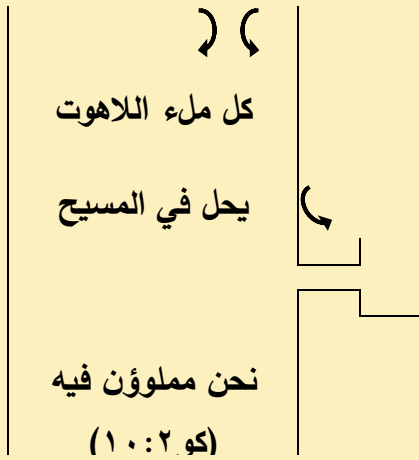 كل ملء اللاهوت
يحل في المسيح
نحن مملوؤن فيه
(كو٢:١٠)